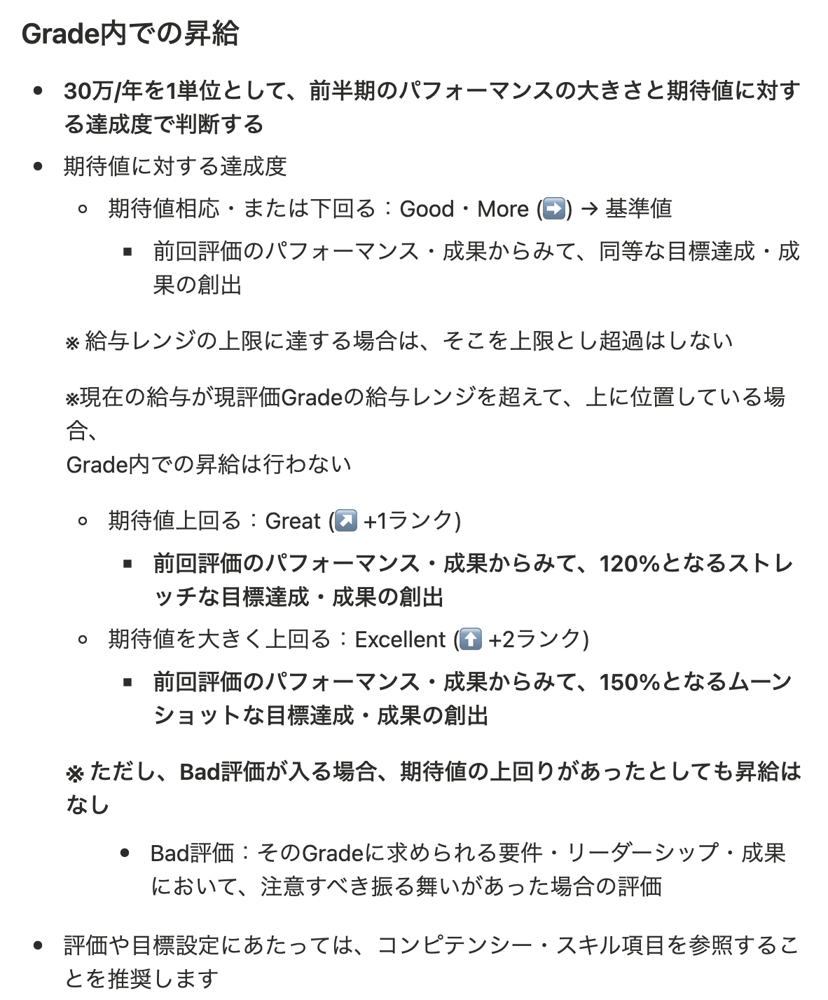 Grade内での昇給
• 30万/年を1単位として、前半期のパフォーマンスの大きさと期待値に対す
る達成度で判断する
• 期待値に対する達成度
○ 期待値相応・または下回る：Good・More (➡️) → 基準値
■ 前回評価のパフォーマンス・成果からみて、同等な目標達成・成
果の創出
※ 給与レンジの上限に達する場合は、そこを上限とし超過はしない
※現在の給与が現評価Gradeの給与レンジを超えて、上に位置している場
合、
Grade内での昇給は行わない
○ 期待値上回る：Great (↗️ +1ランク)
■ 前回評価のパフォーマンス・成果からみて、120%となるストレ
ッチな目標達成・成果の創出
○ 期待値を大きく上回る：Excellent (⬆️ +2ランク)
■ 前回評価のパフォーマンス・成果からみて、150%となるムーン
ショットな目標達成・成果の創出
※ ただし、Bad評価が入る場合、期待値の上回りがあったとしても昇給は
なし
• Bad評価：そのGradeに求められる要件・リーダーシップ・成果
において、注意すべき振る舞いがあった場合の評価
• 評価や目標設定にあたっては、コンピテンシー・スキル項目を参照するこ
とを推奨します